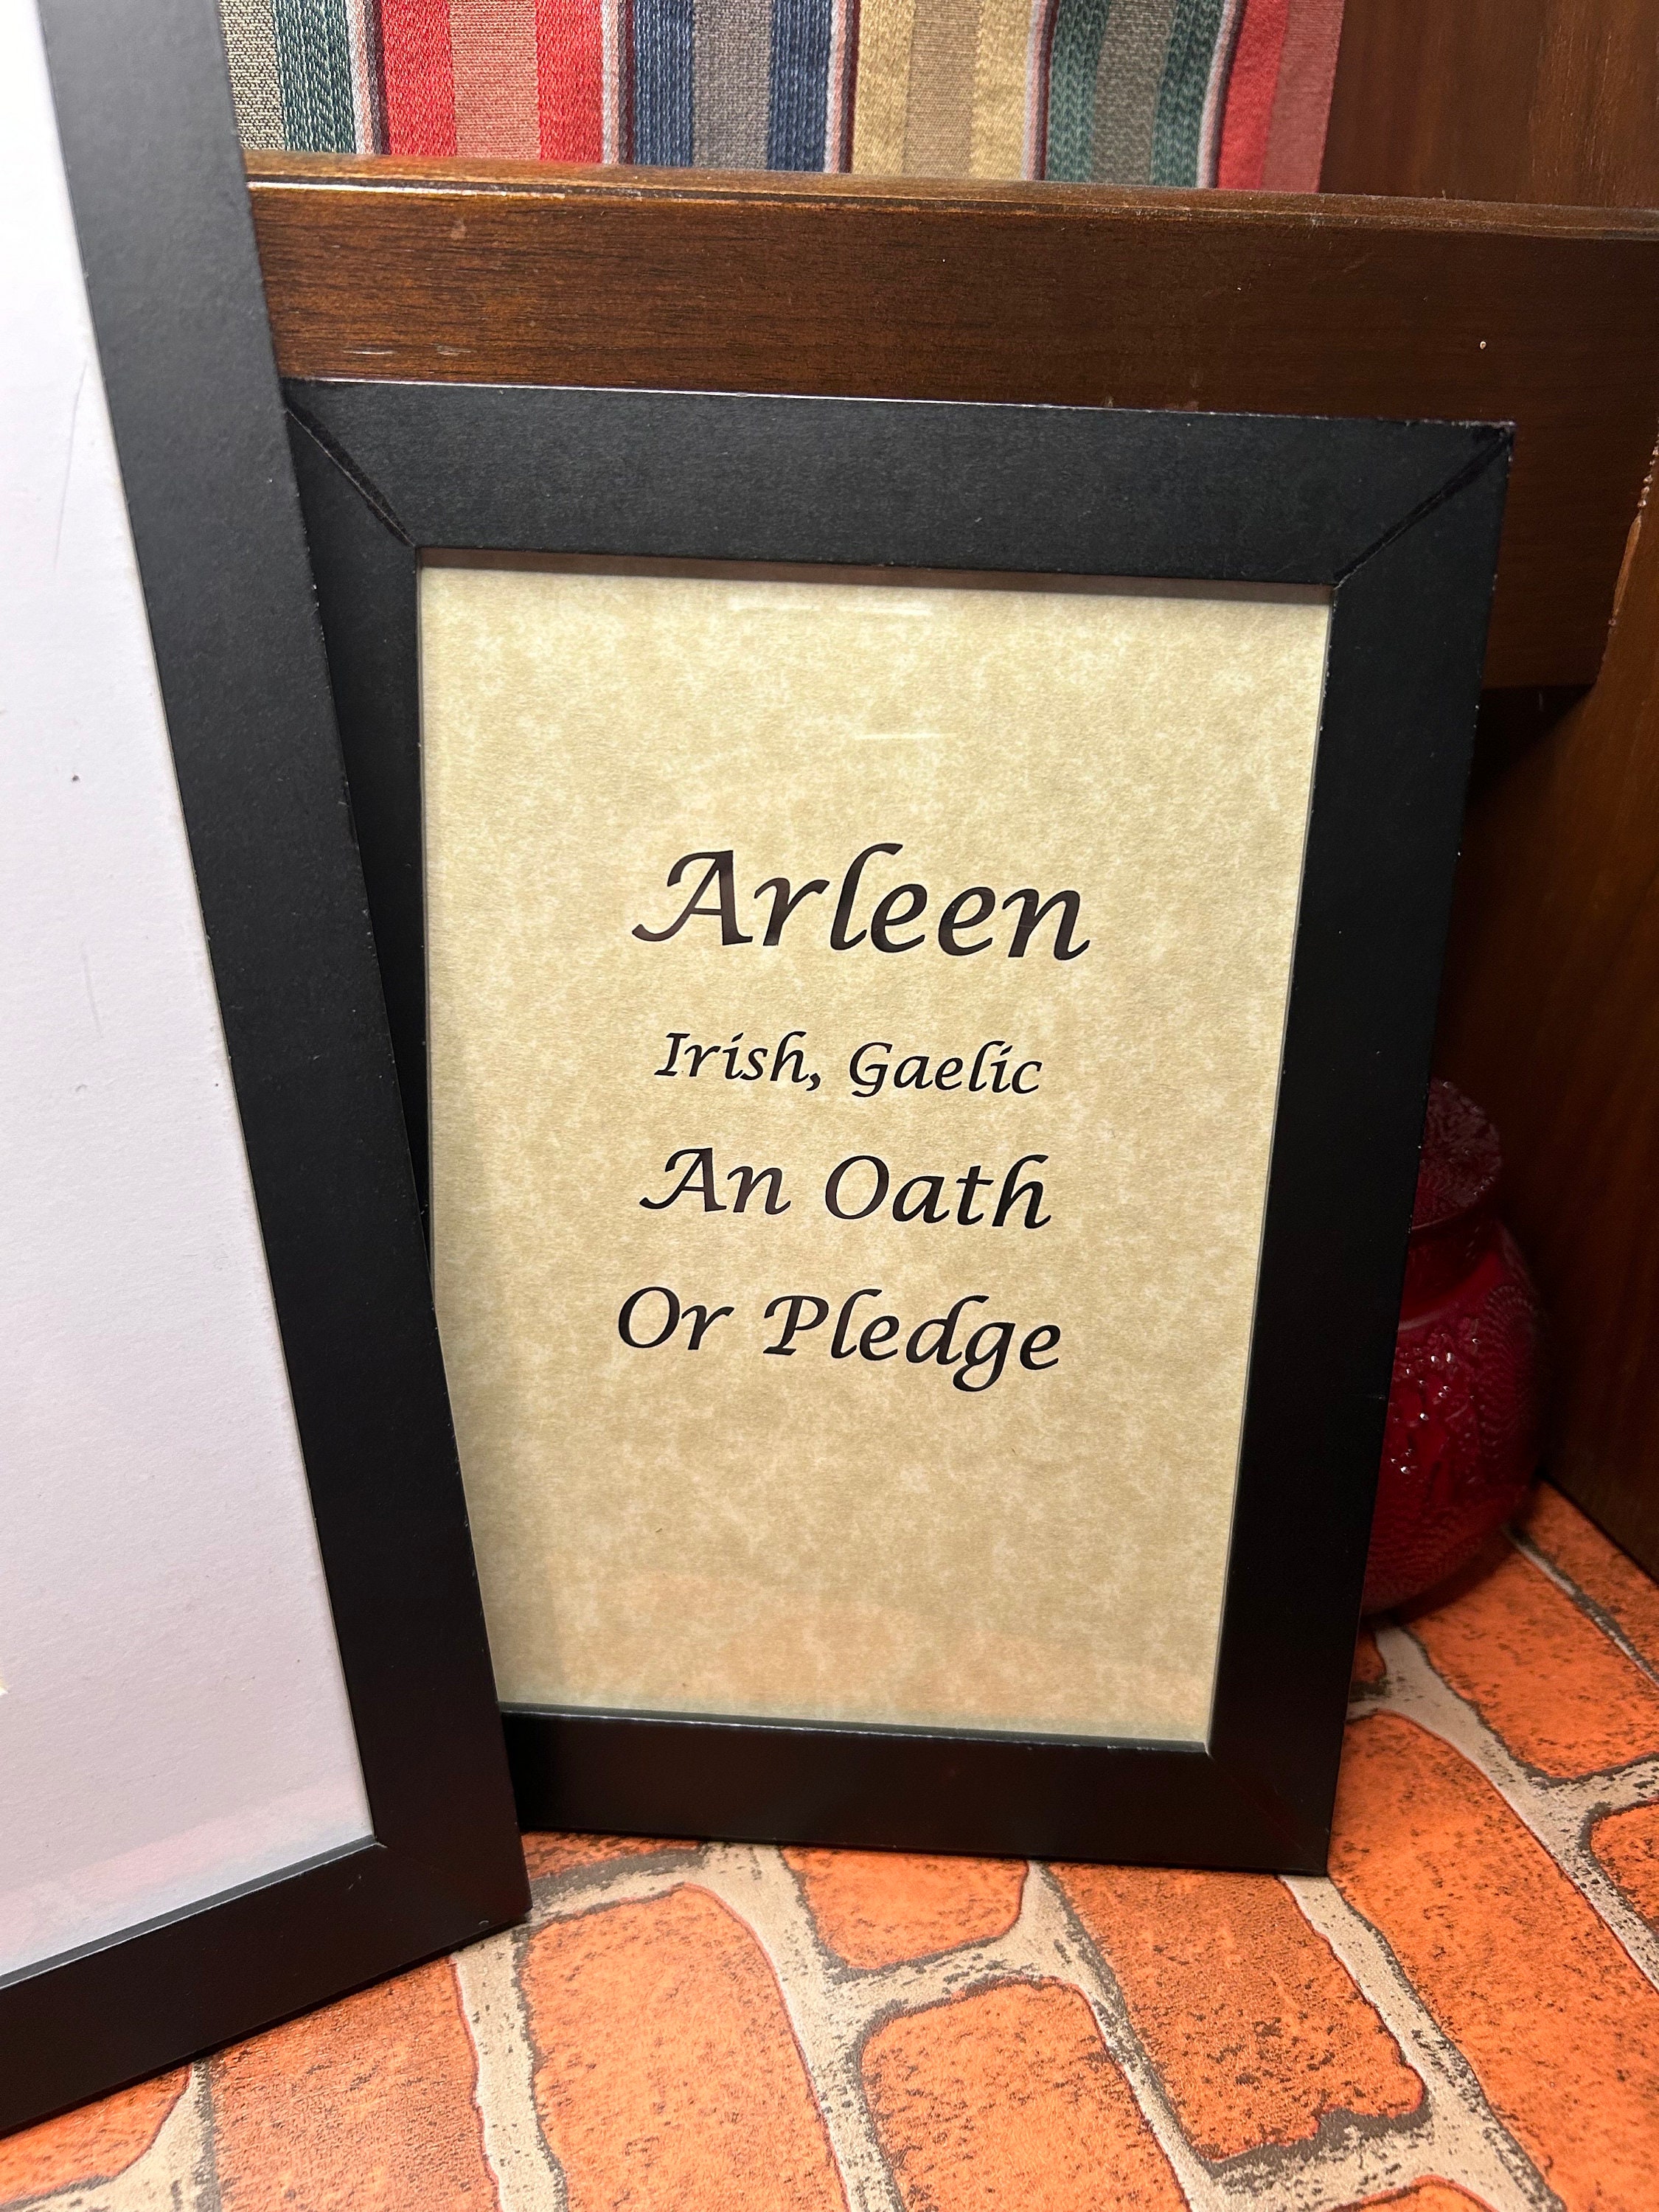 Arleen
Irish, Gaelic
An Oath
Or Pledge